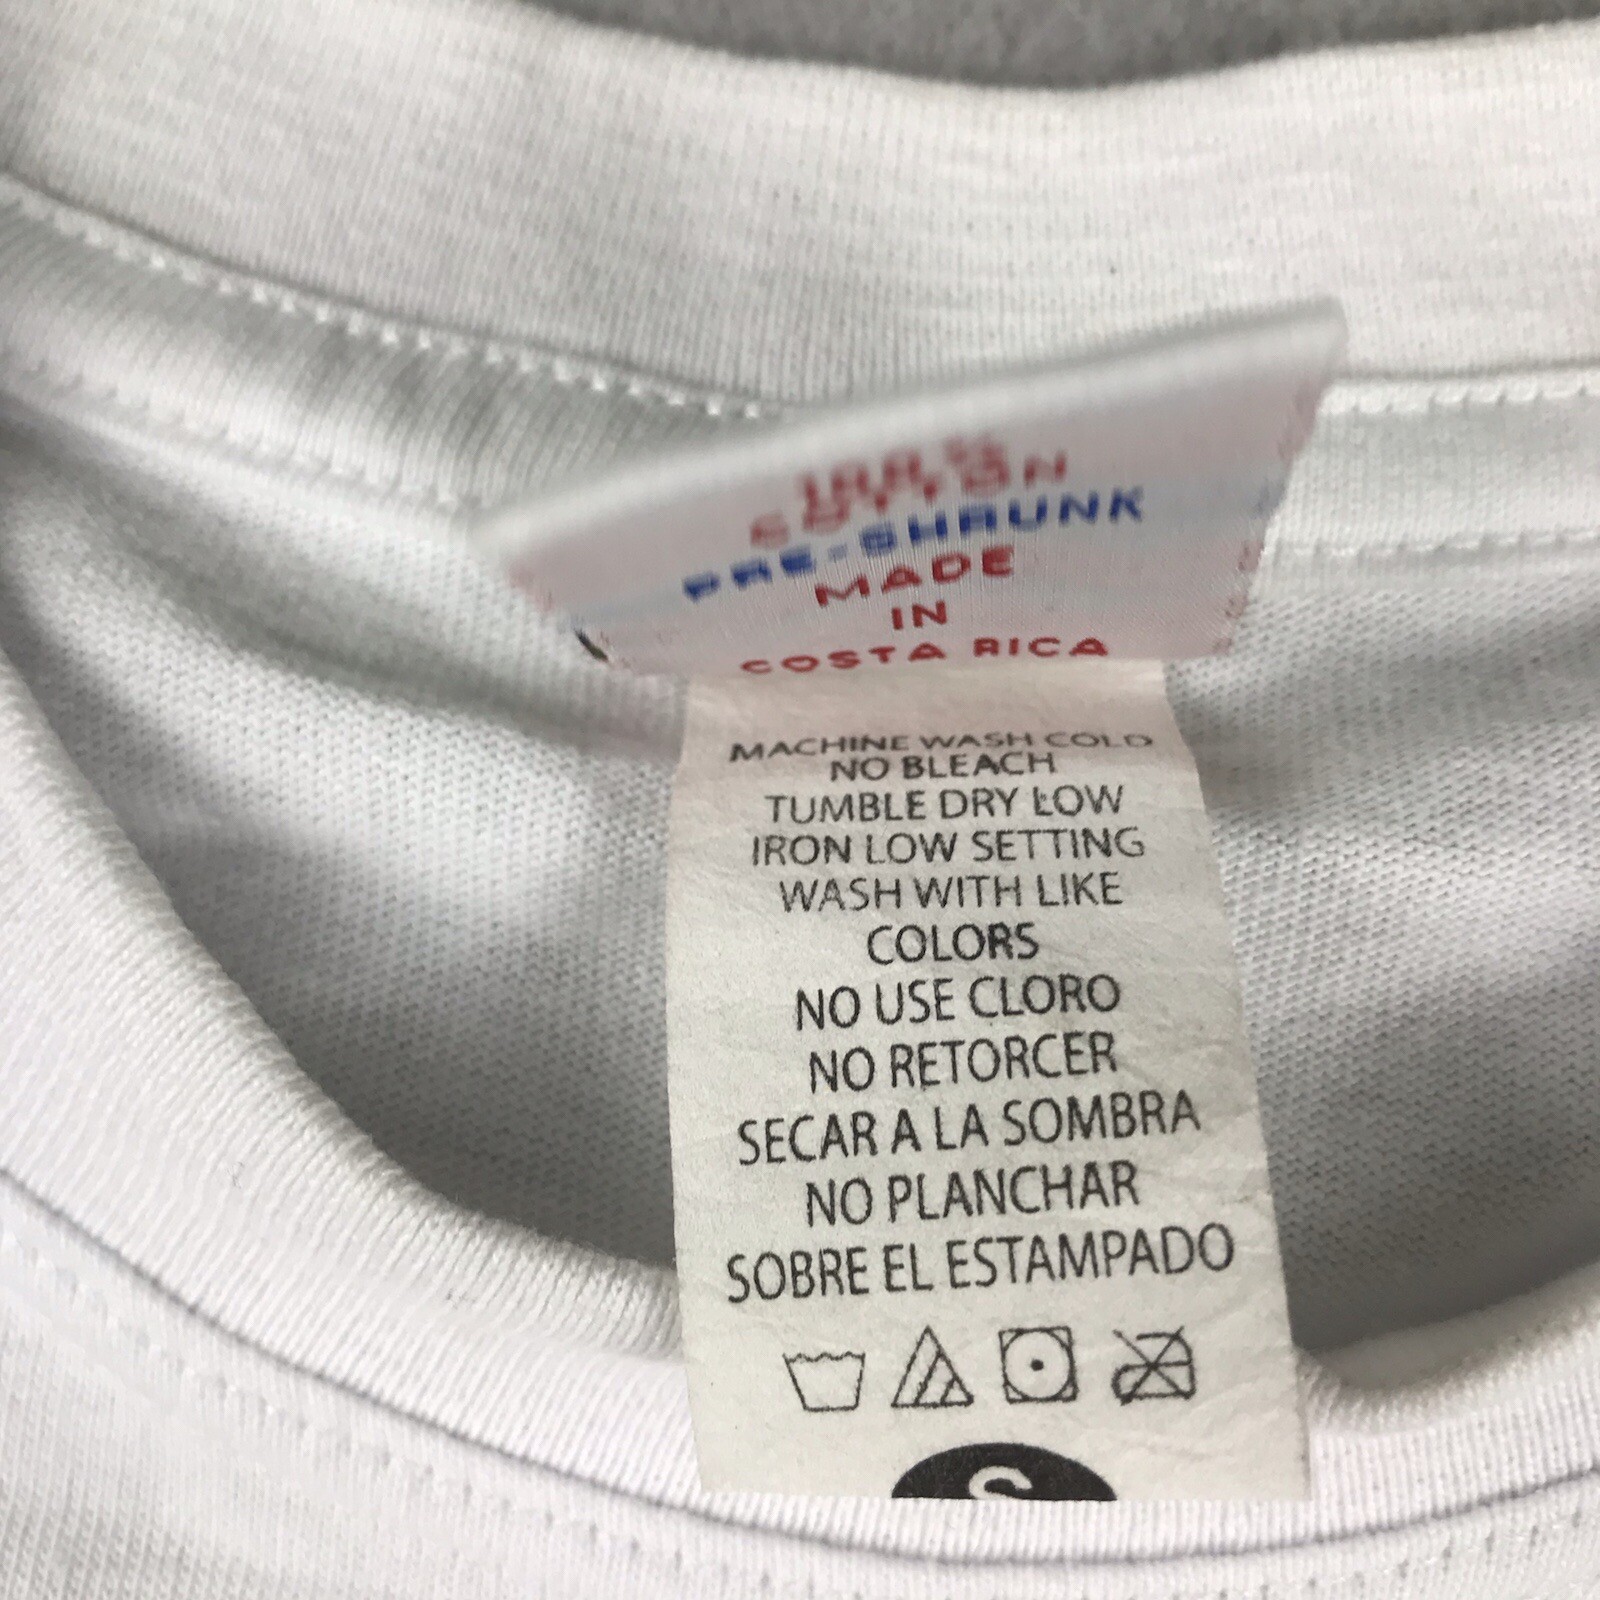 100%
COTTON
PRE-SHRUNK
MADE
IN
COSTA RICA
MACHINE WASH COLD
NO BLEACH
TUMBLE DRY LOW
IRON LOW SETTING
WASH WITH LIKE
COLORS
NO USE CLORO
NO RETORCER
SECAR A LA SOMBRA
NO PLANCHAR
SOBRE EL ESTAMPADO
S